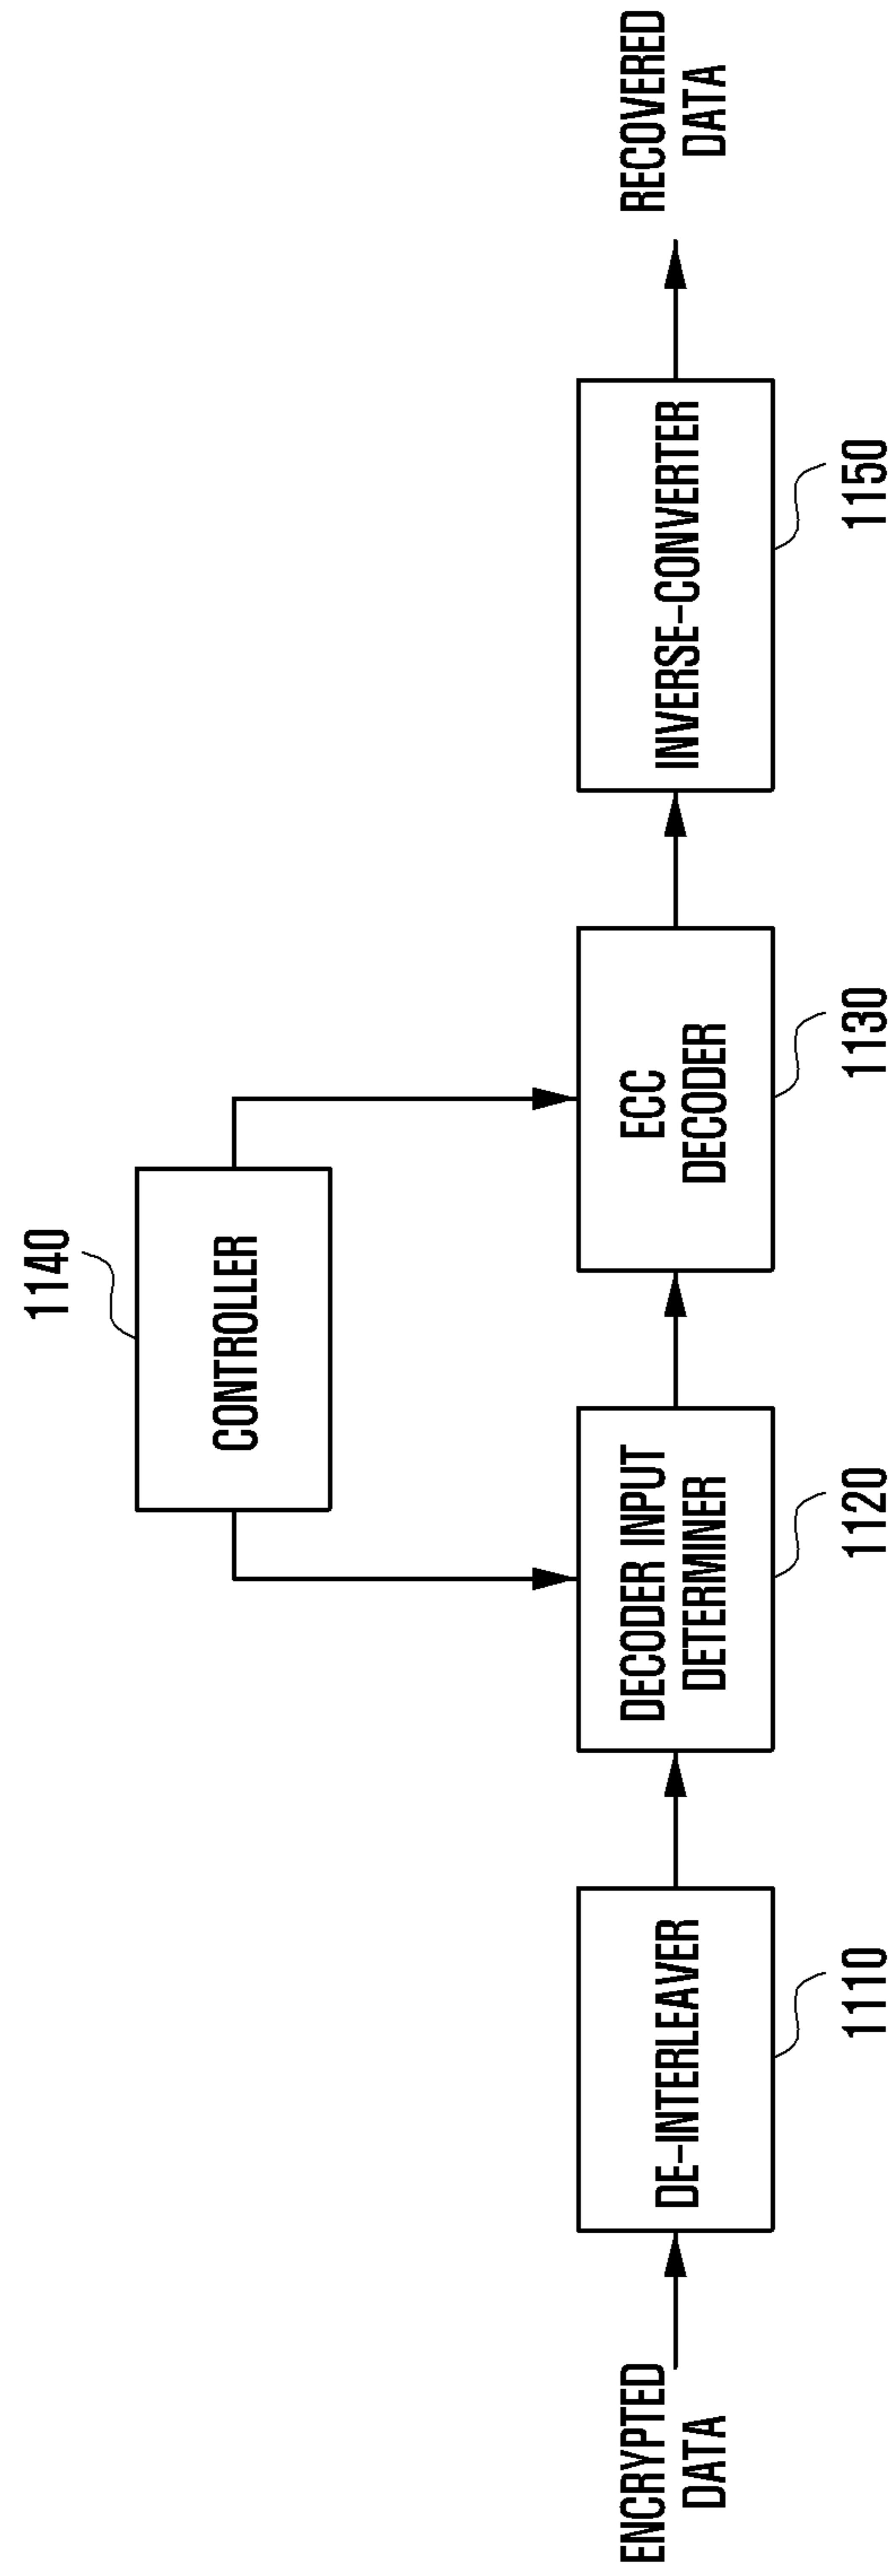 1140
CONTROLLER
ENCRYPTED
DATA
DE-INTERLEAVER
1110
DECODER INPUT
DETERMINER
1120
ECC
DECODER
1130
INVERSE-CONVERTER
1150
RECOVERED
DATA